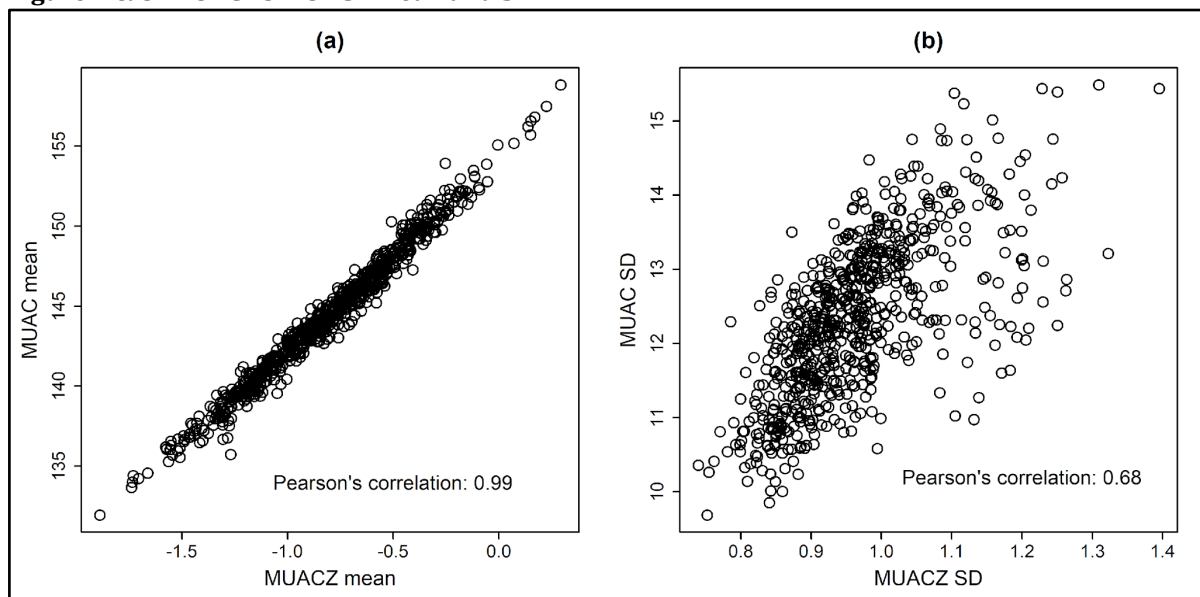 (a)
MUAC mean
155
150
145
140
135
Pearson's correlation: 0.99
-1.5 -1.0 -0.5 0.0
MUACZ mean
(b)
MUAC SD
15
14
13
12
11
10
Pearson's correlation: 0.68
0.8 0.9 1.0 1.1 1.2 1.3 1.4
MUACZ SD